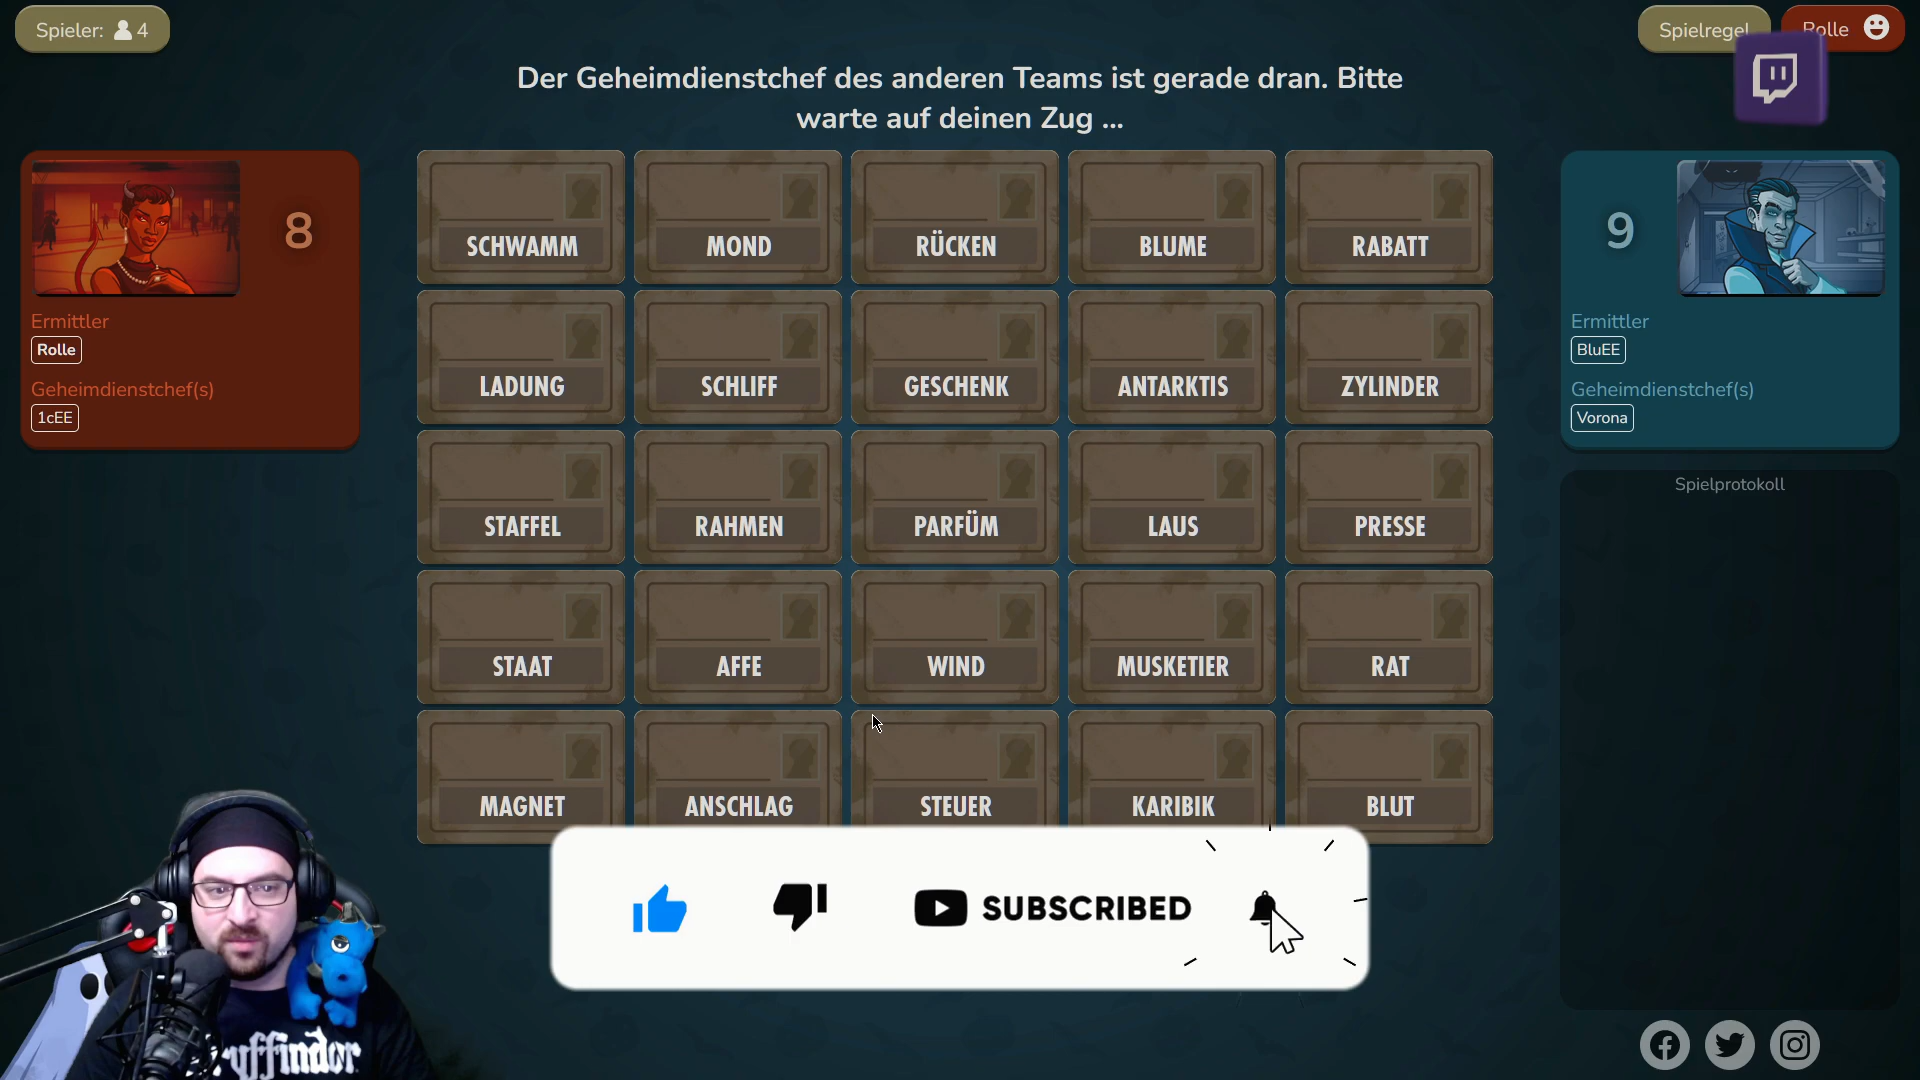 Spieler: 4
Spielregel
Rolle
Der Geheimdienstchef des anderen Teams ist gerade dran. Bitte
warte auf deinen Zug ...
8
Ermittler
Rolle
Geheimdienstchef(s)
1cEE
SCHWAMM MOND RÜCKEN BLUME RABATT
LADUNG SCHLIFF GESCHENK ANTARKTIS ZYLINDER
STAFFEL RAHMEN PARFÜM LAUS PRESSE
STAAT AFFE WIND MUSKETIER RAT
MAGNET ANSCHLAG STEUER KARIBIK BLUT
9
Ermittler
BluEE
Geheimdienstchef(s)
Vorona
Spielprotokoll
SUBSCRIBED